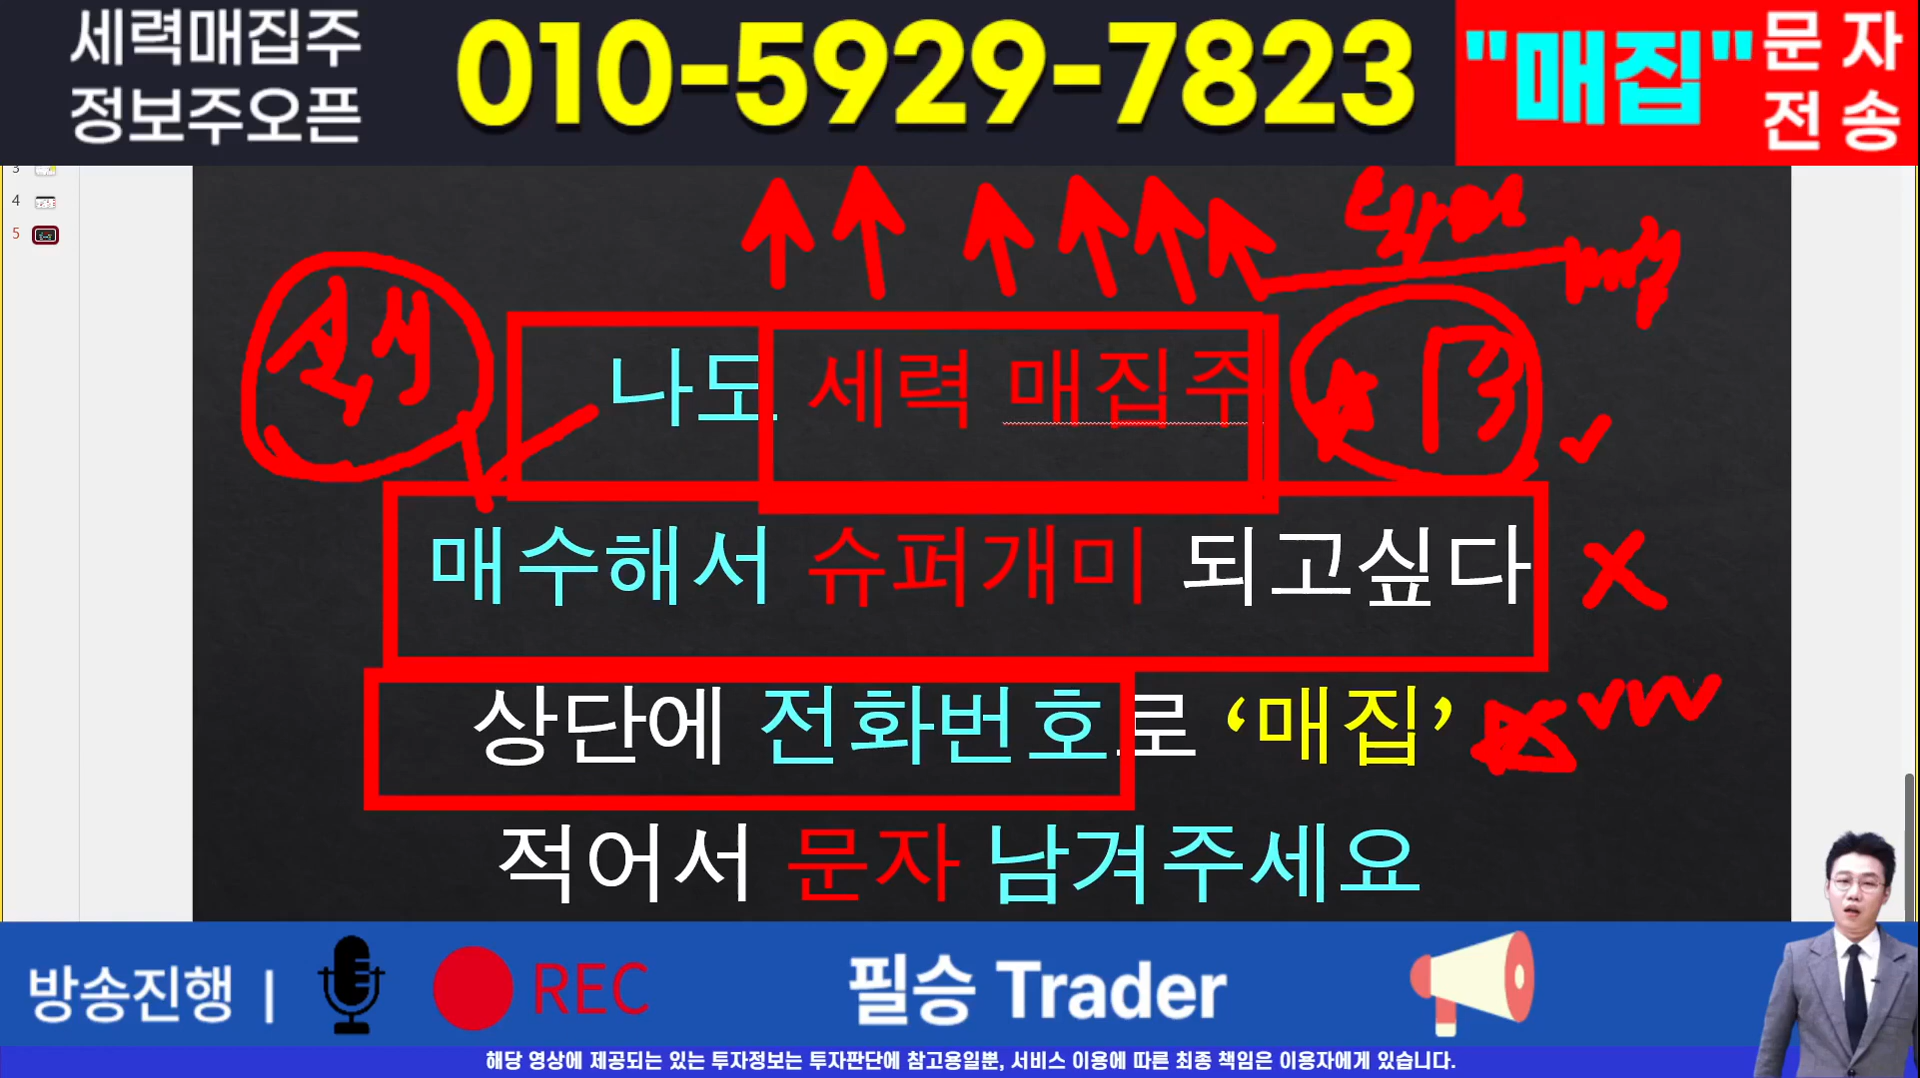 세력매집주
정보주오픈
010-5929-7823
"매집"
문자
전송
3
4
5
나도 세력 매집주
매수해서 슈퍼개미 되고싶다
상단에 전화번호로 ‘매집’
적어서 문자 남겨주세요
방송진행 |
REC
필승 Trader
해당 영상에 제공되는 있는 투자정보는 투자판단에 참고용일뿐, 서비스 이용에 따른 최종 책임은 이용자에게 있습니다.